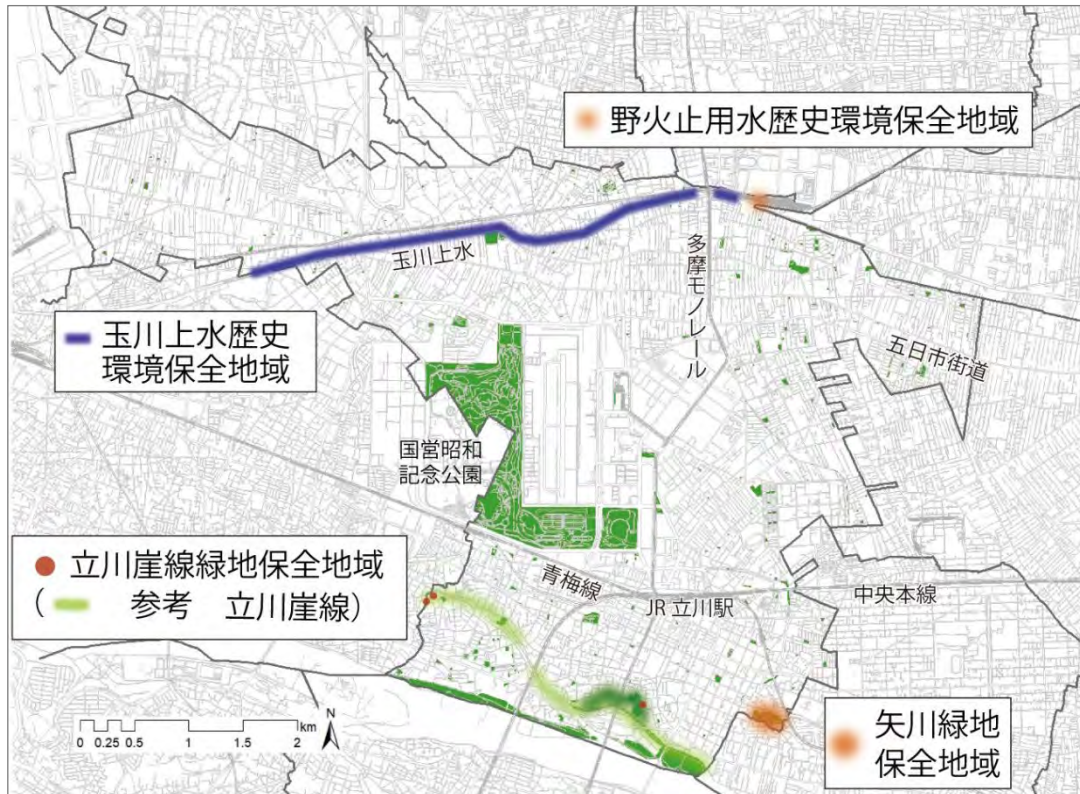 野火止用水歴史環境保全地域
玉川上水
多摩モノレール
玉川上水歴史
環境保全地域
五日市街道
国営昭和
記念公園
立川崖線緑地保全地域
(参考 立川崖線)
青梅線
JR 立川駅
中央本線
矢川緑地
保全地域
0 0.25 0.5 1 1.5 2 km
N